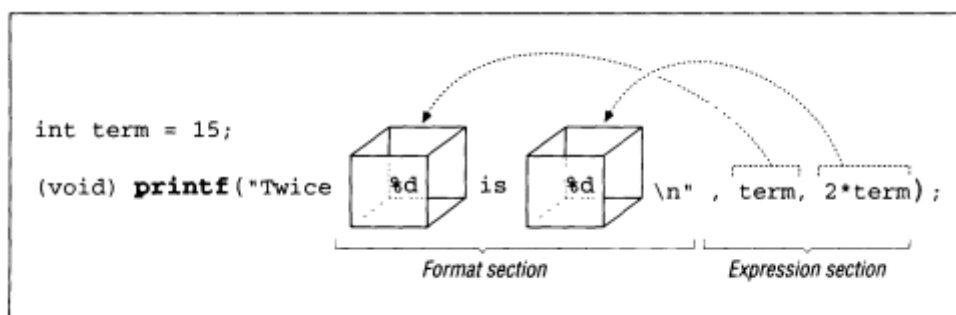 int term = 15;
(void) printf("Twice %d is %d \n" , term, 2*term);
Format section Expression section